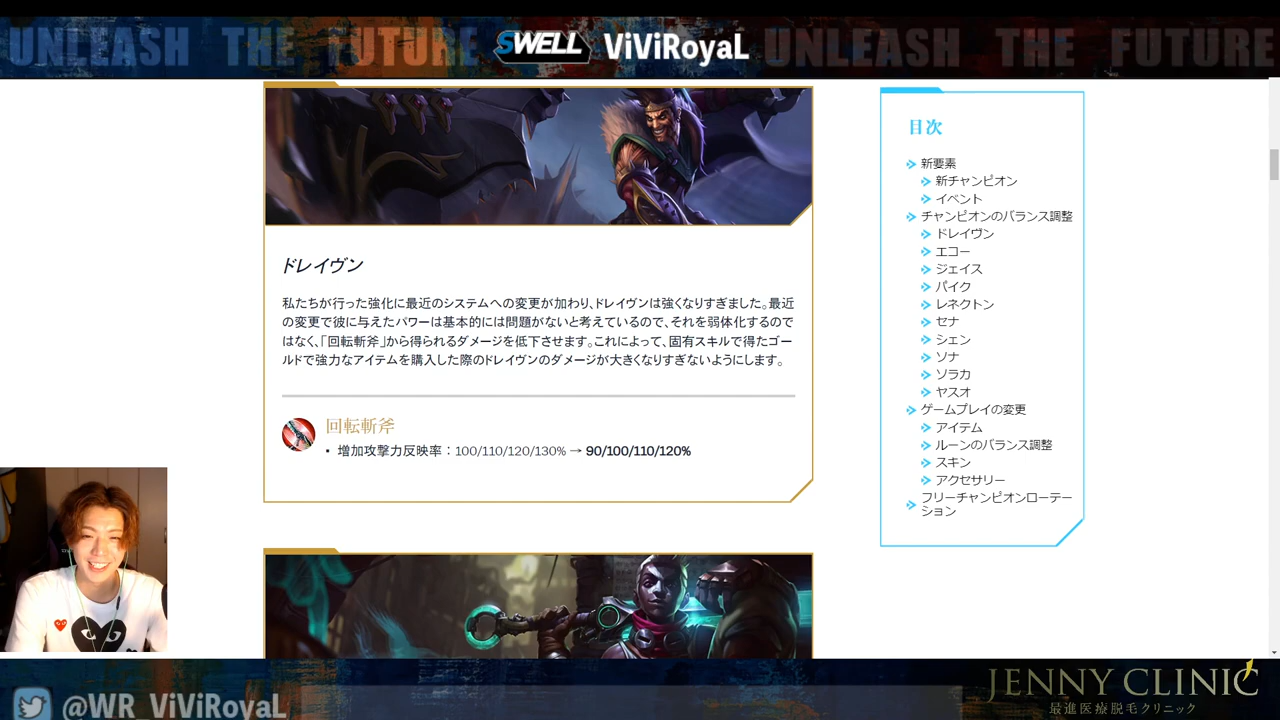 UNLEASH THE FUTURE
SWELL ViViRoyaL
UNLEASH THE FUTURE
ドレイヴン
私たちが行った強化に最近のシステムへの変更が加わり、ドレイヴンは強くなりすぎました。最近
の変更で彼に与えたパワーは基本的には問題がないと考えているので、それを弱体化するので
はなく、「回転斬斧」から得られるダメージを低下させます。これによって、固有スキルで得たゴー
ルドで強力なアイテムを購入した際のドレイヴンのダメージが大きくなりすぎないようにします。
回転斬斧
• 増加攻撃力反映率：100/110/120/130% → 90/100/110/120%
目次
新要素
新チャンピオン
イベント
チャンピオンのバランス調整
ドレイヴン
エコー
ジェイス
パイク
レネクトン
セナ
シェン
ソナ
ソラカ
ヤスオ
ゲームプレイの変更
アイテム
ルーンのバランス調整
スキン
アクセサリー
フリーチャンピオンローテー
ション
@WR_ViViRoyaL
JENNY CLINIC
最進医療脱毛クリニック